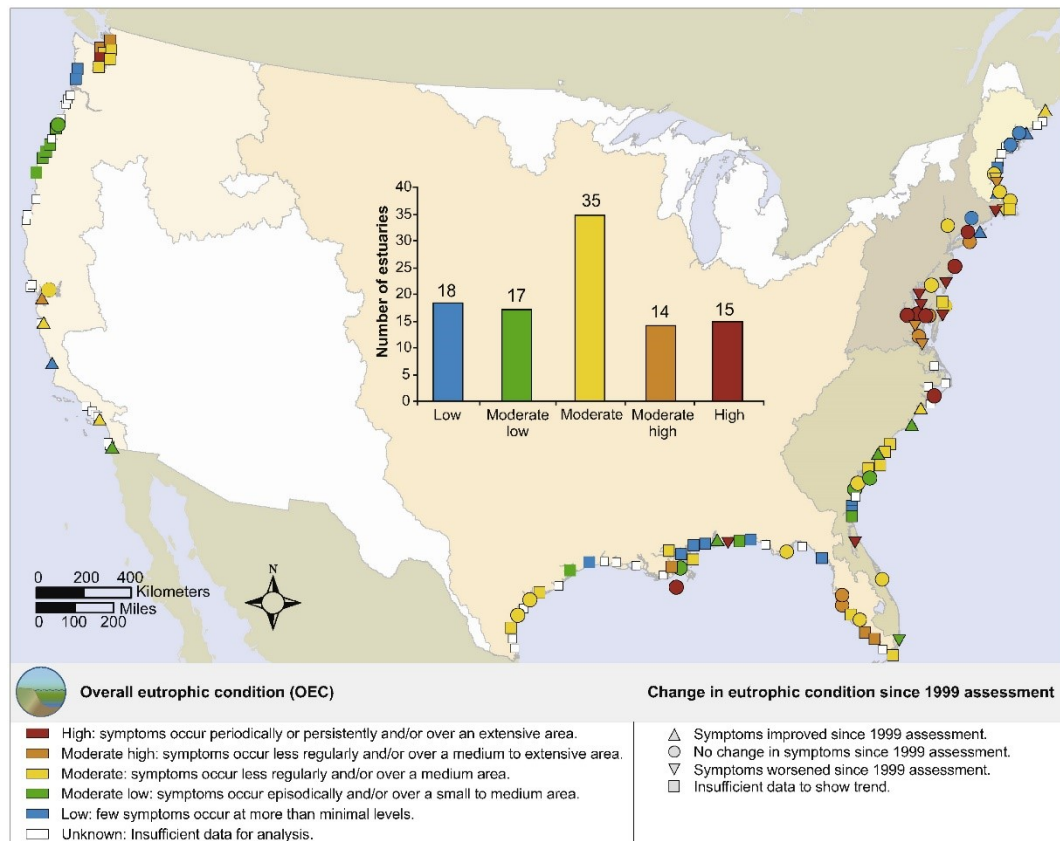 40
35
30
25
20
15
10
5
0
Number of estuaries
18
17
35
14
15
Low
Moderate low
Moderate
Moderate high
High
N
0 200 400
Kilometers
Miles
0 100 200
Overall eutrophic condition (OEC)
High: symptoms occur periodically or persistently and/or over an extensive area.
Moderate high: symptoms occur less regularly and/or over a medium to extensive area.
Moderate: symptoms occur less regularly and/or over a medium area.
Moderate low: symptoms occur episodically and/or over a small to medium area.
Low: few symptoms occur at more than minimal levels.
Unknown: Insufficient data for analysis.
Change in eutrophic condition since 1999 assessment
Symptoms improved since 1999 assessment.
No change in symptoms since 1999 assessment.
Symptoms worsened since 1999 assessment.
Insufficient data to show trend.